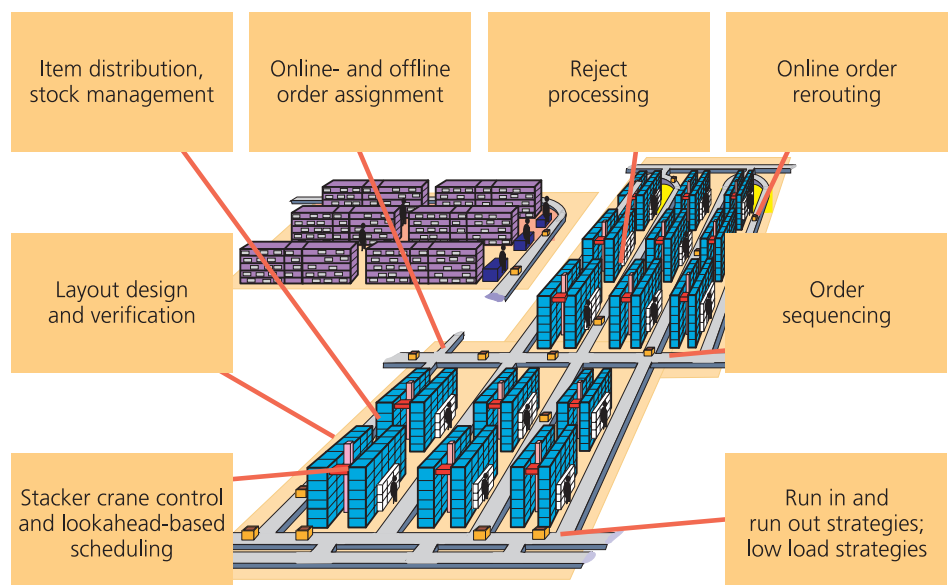 Item distribution,
stock management
Online- and offline
order assignment
Reject
processing
Online order
rerouting
Layout design
and verification
Order
sequencing
Stacker crane control
and lookahead-based
scheduling
Run in and
run out strategies;
low load strategies